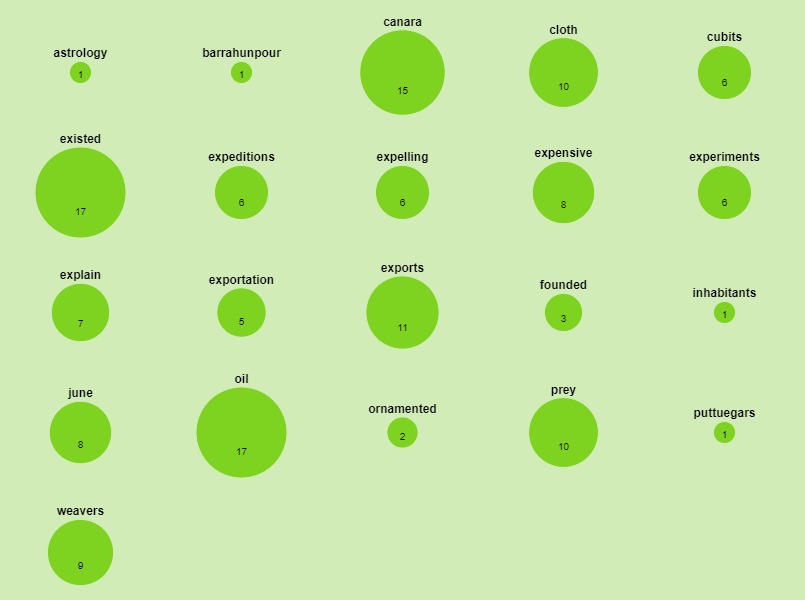 astrology
1
barrahunpour
1
canara
15
cloth
10
cubits
6
existed
17
expeditions
6
expelling
6
expensive
8
experiments
6
explain
7
exportation
5
exports
11
founded
3
inhabitants
1
june
8
oil
17
ornamented
2
prey
10
puttuegars
1
weavers
9